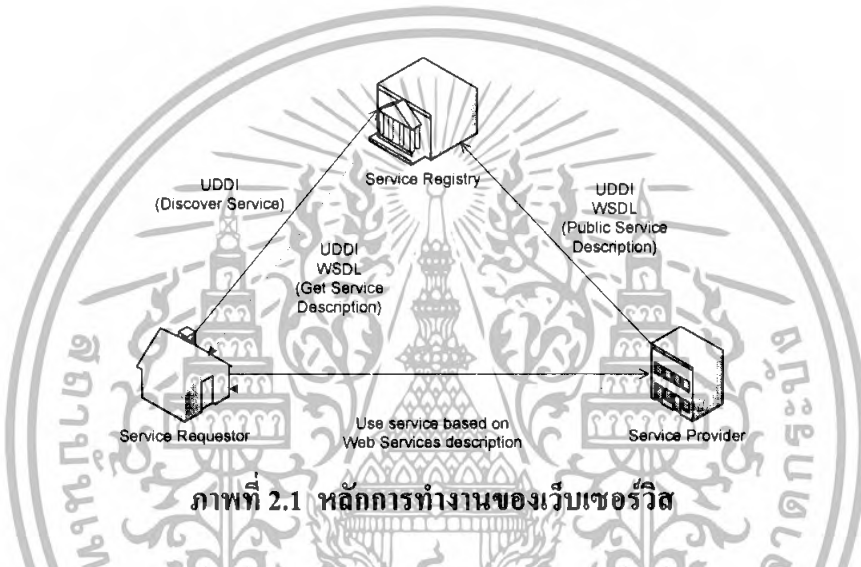 Service Registry
UDDI
(Discover Service)
UDDI
WSDL
(Public Service
Description)
UDDI
WSDL
(Get Service
Description)
Service Requestor
Use service based on
Web Services description
Service Provider
ภาพที่ 2.1 หลักการทำงานของเว็บเซอร์วิส